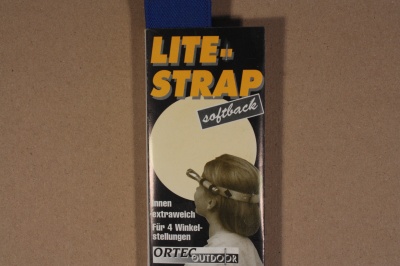 LITE-
STRAP
softback
Innen
extraweich
Für 4 Winkel-
stellungen
ORTEC
OUTDOOR